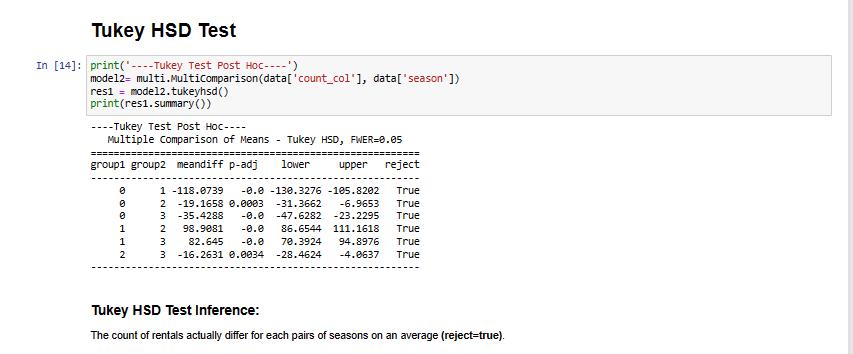 Tukey HSD Test
In [14]: print('----Tukey Test Post Hoc----')
model2= multi.MultiComparison(data['count_col'], data['season'])
res1 = model2.tukeyhsd()
print(res1.summary())
----Tukey Test Post Hoc----
Multiple Comparison of Means - Tukey HSD, FWER=0.05
=========================================================
group1 group2 meandiff p-adj lower upper reject
---------------------------------------------------------
0 1 -118.0739 -0.0 -130.3276 -105.8202 True
0 2 -19.1658 0.0003 -31.3662 -6.9653 True
0 3 -35.4288 -0.0 -47.6282 -23.2295 True
1 2 98.9081 -0.0 86.6544 111.1618 True
1 3 82.645 -0.0 70.3924 94.8976 True
2 3 -16.2631 0.0034 -28.4624 -4.0637 True
---------------------------------------------------------
Tukey HSD Test Inference:
The count of rentals actually differ for each pairs of seasons on an average (reject=true).